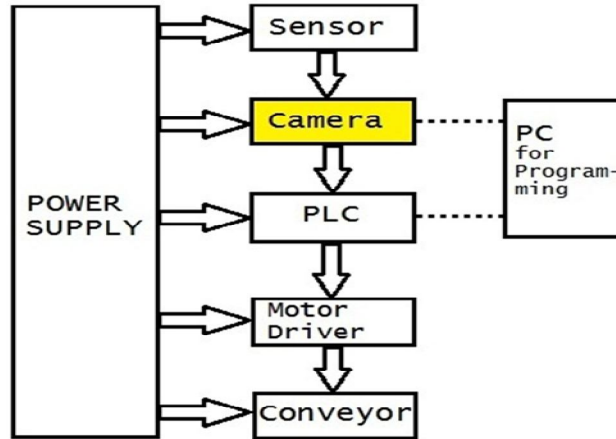 Sensor
Camera
PLC
Motor
Driver
Conveyor
POWER
SUPPLY
PC
for
Program-
ming